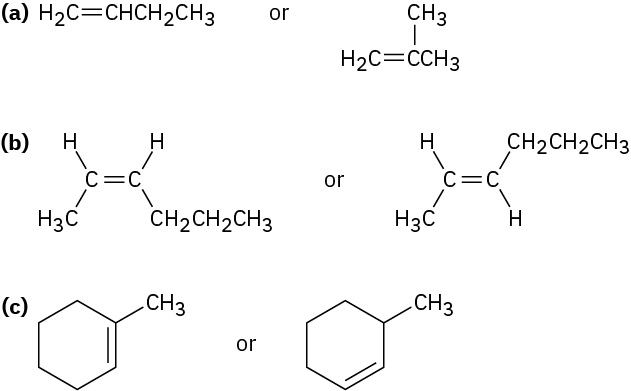 (a) H₂C=CHCH₂CH₃ or CH₃
H₂C=CCH₃
(b) H H H CH₂CH₂CH₃
C=C or C=C
H₃C CH₂CH₂CH₃ H₃C H
(c) CH₃ or CH₃